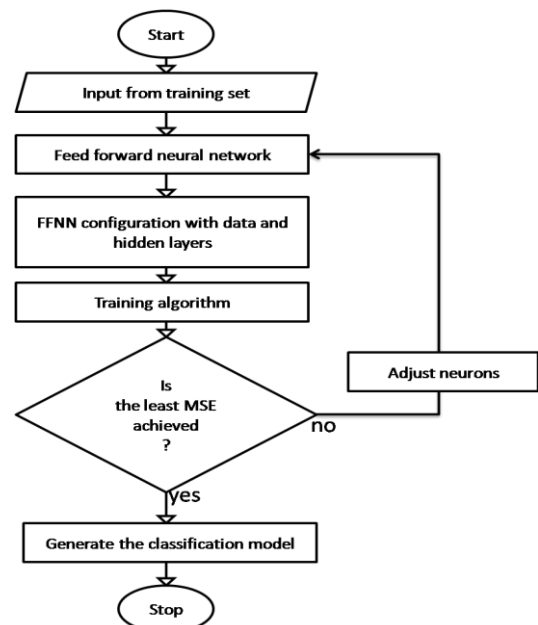 Start
Input from training set
Feed forward neural network
FFNN configuration with data and
hidden layers
Training algorithm
Is
the least MSE
achieved
?
no
Adjust neurons
yes
Generate the classification model
Stop